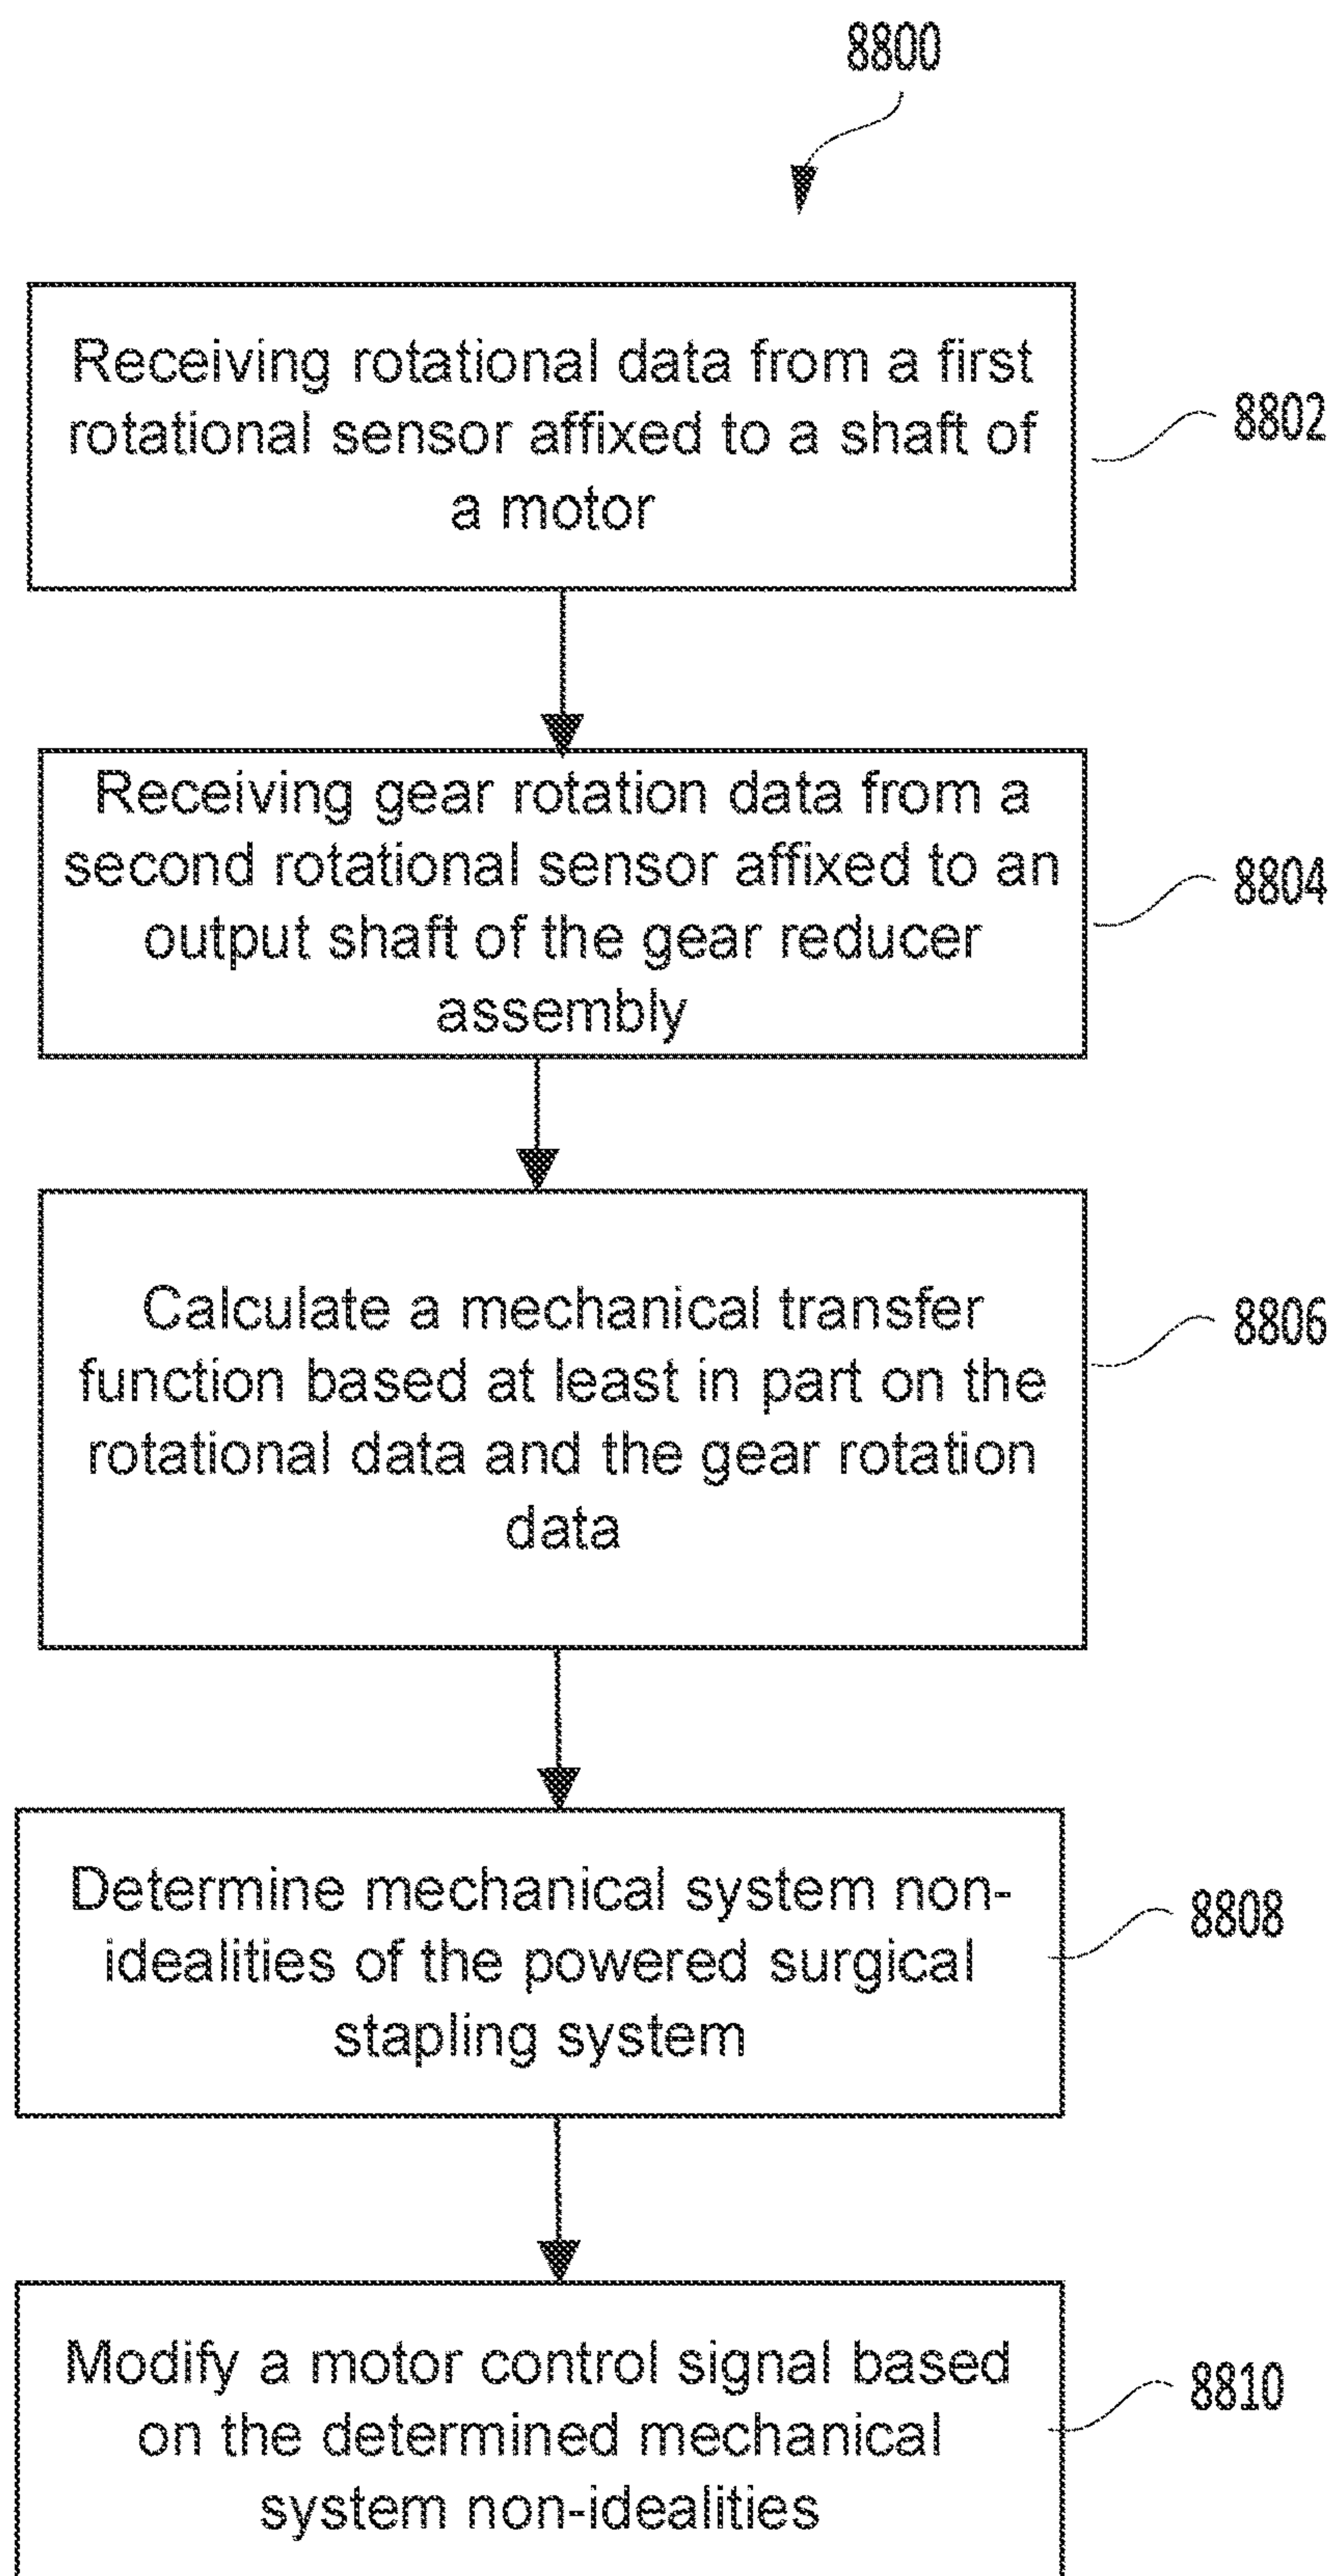 8800
Receiving rotational data from a first
rotational sensor affixed to a shaft of
a motor
8802
Receiving gear rotation data from a
second rotational sensor affixed to an
output shaft of the gear reducer
assembly
8804
Calculate a mechanical transfer
function based at least in part on the
rotational data and the gear rotation
data
8806
Determine mechanical system non-
idealities of the powered surgical
stapling system
8808
Modify a motor control signal based
on the determined mechanical
system non-idealities
8810